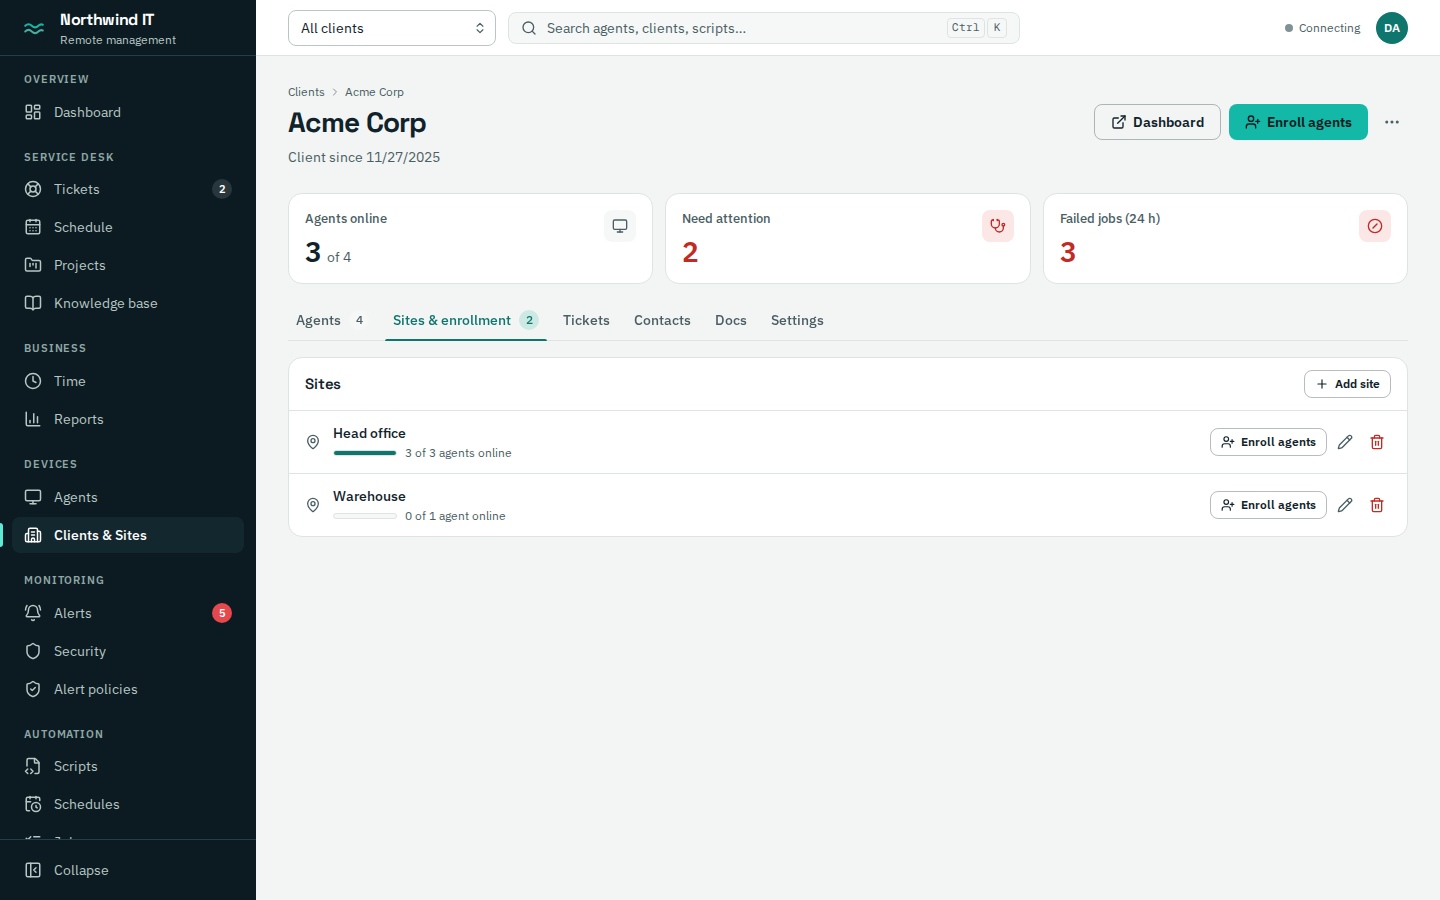 Northwind IT
Remote management
OVERVIEW
Dashboard
SERVICE DESK
Tickets 2
Schedule
Projects
Knowledge base
BUSINESS
Time
Reports
DEVICES
Agents
Clients & Sites
MONITORING
Alerts 5
Security
Alert policies
AUTOMATION
Scripts
Schedules
Collapse
All clients
Search agents, clients, scripts...
Ctrl K
Connecting
DA
Clients > Acme Corp
Acme Corp
Client since 11/27/2025
Dashboard
Enroll agents
Agents online
3 of 4
Need attention
2
Failed jobs (24 h)
3
Agents 4
Sites & enrollment 2
Tickets
Contacts
Docs
Settings
Sites
Add site
Head office
3 of 3 agents online
Enroll agents
Warehouse
0 of 1 agent online
Enroll agents